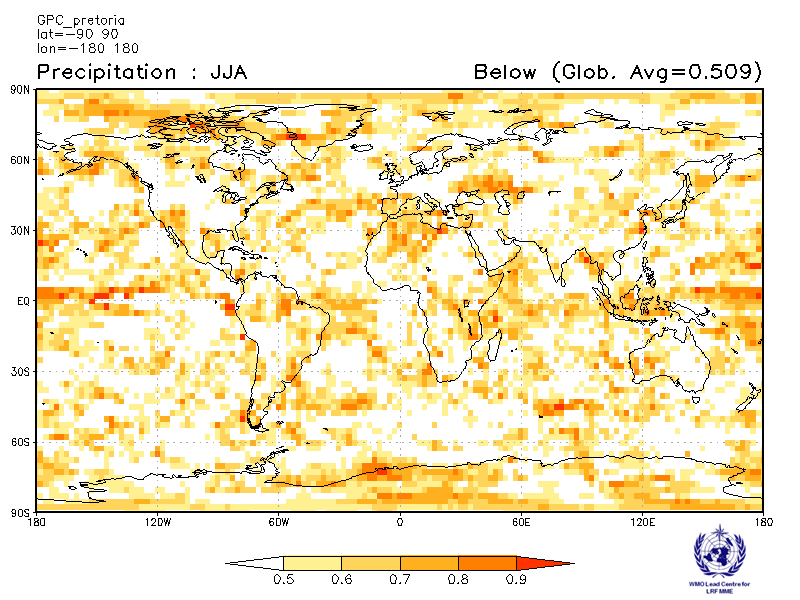 GPC_pretoria
lat=−90 90
lon=−180 180
Precipitation : JJA Below (Glob. Avg=0.509)
90N
60N
30N
EQ
30S
60S
90S
180 120W 60W 0 60E 120E 180
0.5 0.6 0.7 0.8 0.9
WMO Lead Centre for
LRF MME